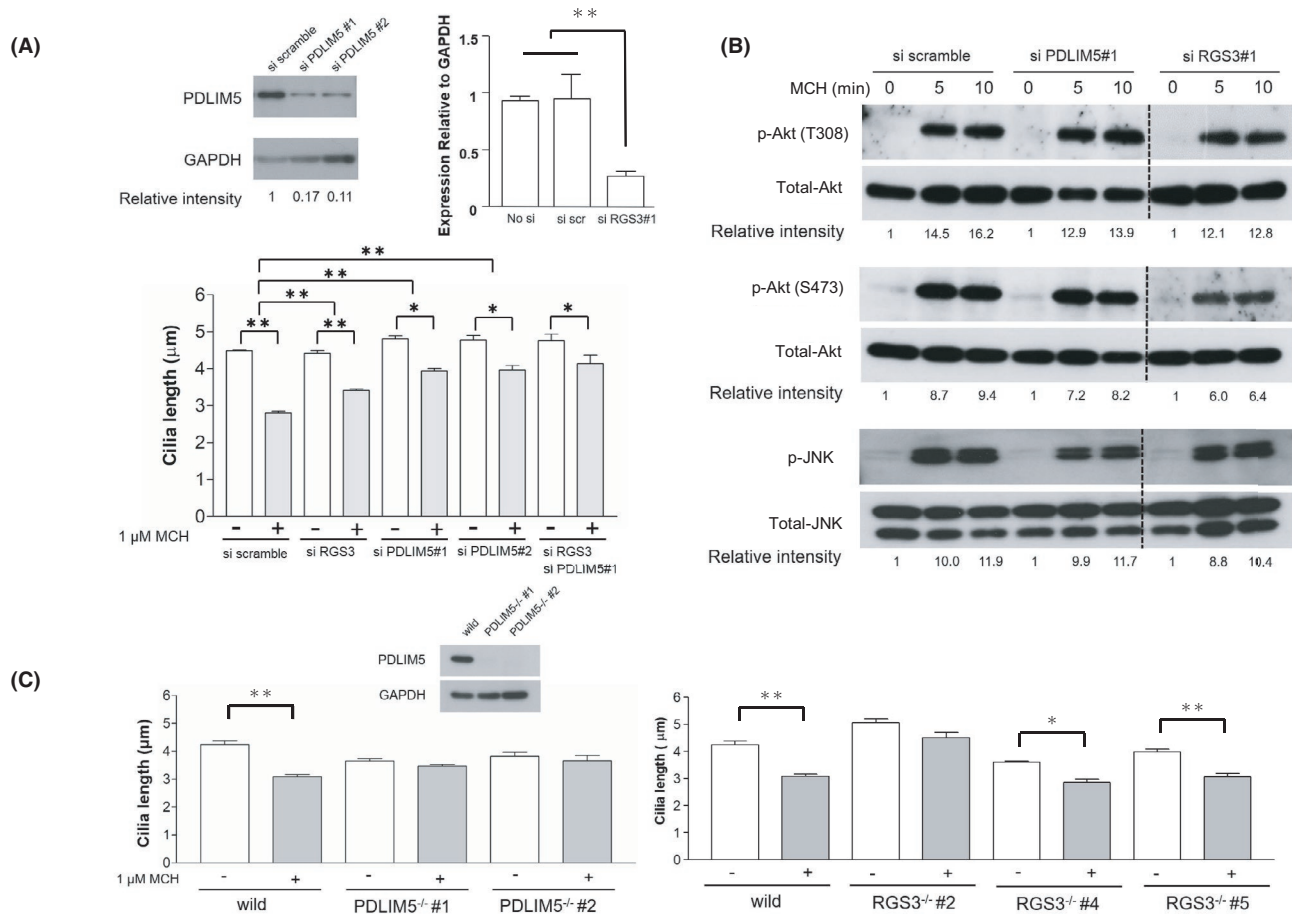 (A)
si scramble
si PDLIM5 #1
si PDLIM5 #2
PDLIM5
GAPDH
Relative intensity 1 0.17 0.11
**
Expression Relative to GAPDH
1.5
1
0.5
0
No si si scr si RGS3#1
**
**
** 
** ** * * *
Cilia length (μm)
6
5
4
3
2
1
0
1 μM MCH - + - + - + - + - +
si scramble si RGS3 si PDLIM5#1 si PDLIM5#2 si RGS
si PDLIM5#1
(B)
si scramble si PDLIM5#1 si RGS3#1
MCH (min) 0 5 10 0 5 10 0 5 10
p-Akt (T308)
Total-Akt
Relative intensity 1 14.5 16.2 1 12.9 13.9 1 12.1 12.8
p-Akt (S473)
Total-Akt
Relative intensity 1 8.7 9.4 1 7.2 8.2 1 6.0 6.4
p-JNK
Total-JNK
Relative intensity 1 10.0 11.9 1 9.9 11.7 1 8.8 10.4
(C)
wild
PDLIM5-/- #1
PDLIM5-/- #2
PDLIM5
GAPDH
**
Cilia length (μm)
6
5
4
3
2
1
0
1 μM MCH - + - + - +
wild PDLIM5-/- #1 PDLIM5-/- #2
** * **
Cilia length ( μm)
6
5
4
3
2
1
0
- + - + - + - +
wild RGS3-/- #2 RGS3-/- #4 RGS3-/- #5